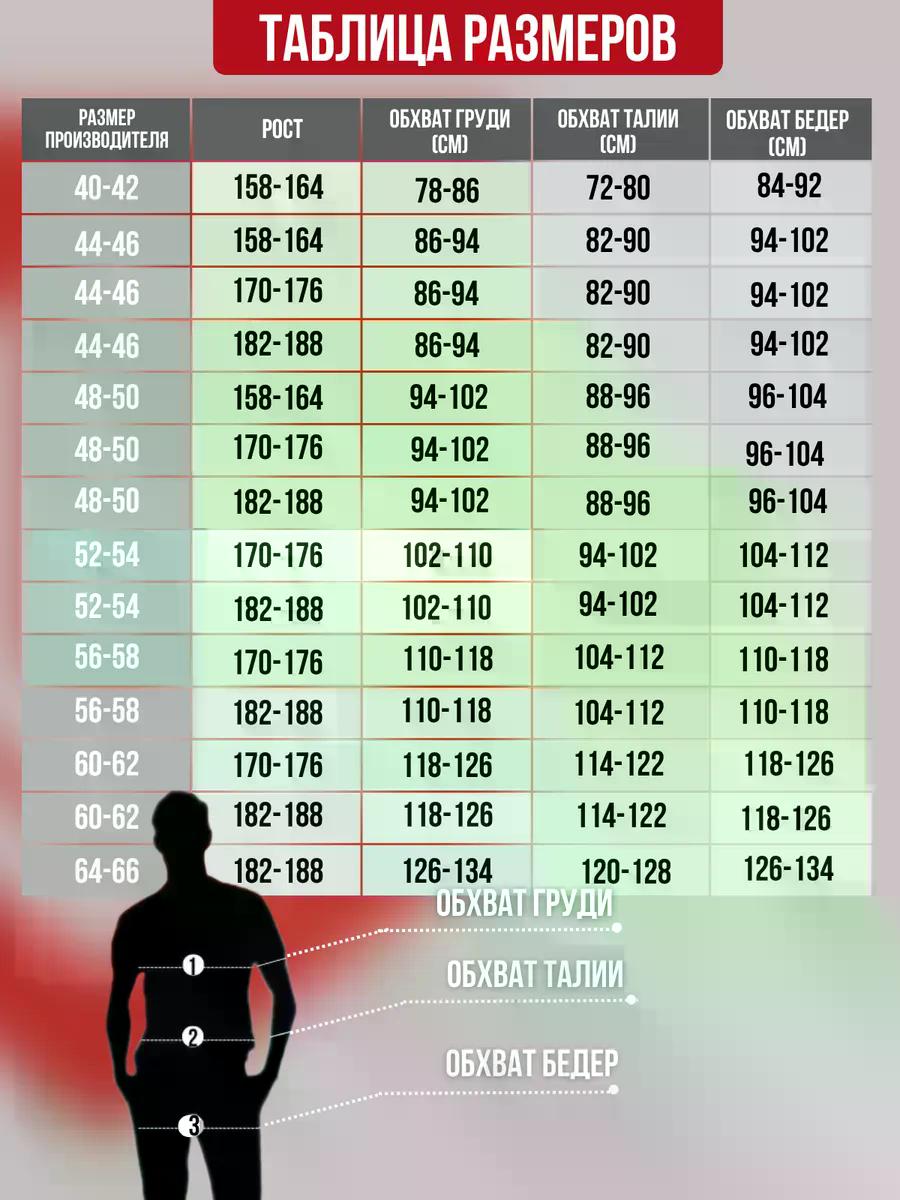 ТАБЛИЦА РАЗМЕРОВ
РАЗМЕР ПРОИЗВОДИТЕЛЯ РОСТ ОБХВАТ ГРУДИ (СМ) ОБХВАТ ТАЛИИ (СМ) ОБХВАТ БЕДЕР (СМ)
40-42 158-164 78-86 72-80 84-92
44-46 158-164 86-94 82-90 94-102
44-46 170-176 86-94 82-90 94-102
44-46 182-188 86-94 82-90 94-102
48-50 158-164 94-102 88-96 96-104
48-50 170-176 94-102 88-96 96-104
48-50 182-188 94-102 88-96 96-104
52-54 170-176 102-110 94-102 104-112
52-54 182-188 102-110 94-102 104-112
56-58 170-176 110-118 104-112 110-118
56-58 182-188 110-118 104-112 110-118
60-62 170-176 118-126 114-122 118-126
60-62 182-188 118-126 114-122 118-126
64-66 182-188 126-134 120-128 126-134
ОБХВАТ ГРУДИ
1
ОБХВАТ ТАЛИИ
2
ОБХВАТ БЕДЕР
3